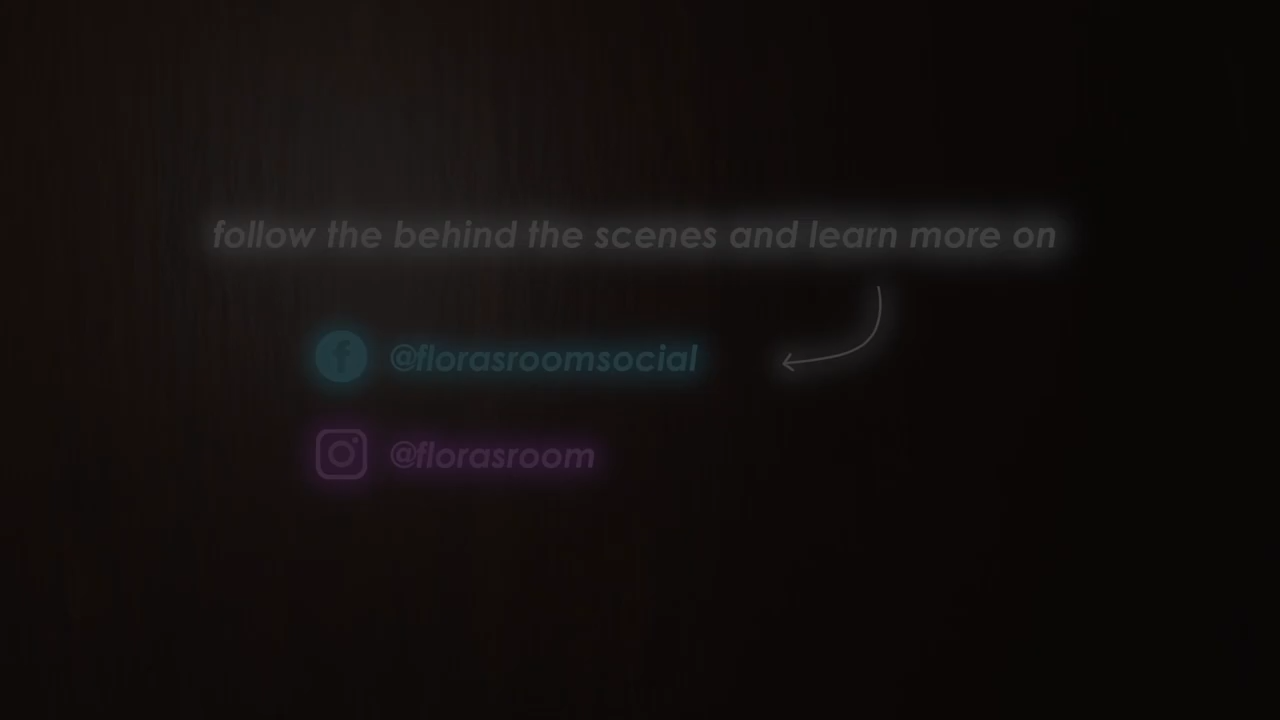 follow the behind the scenes and learn more on
@florasroomsocial
@florasroom